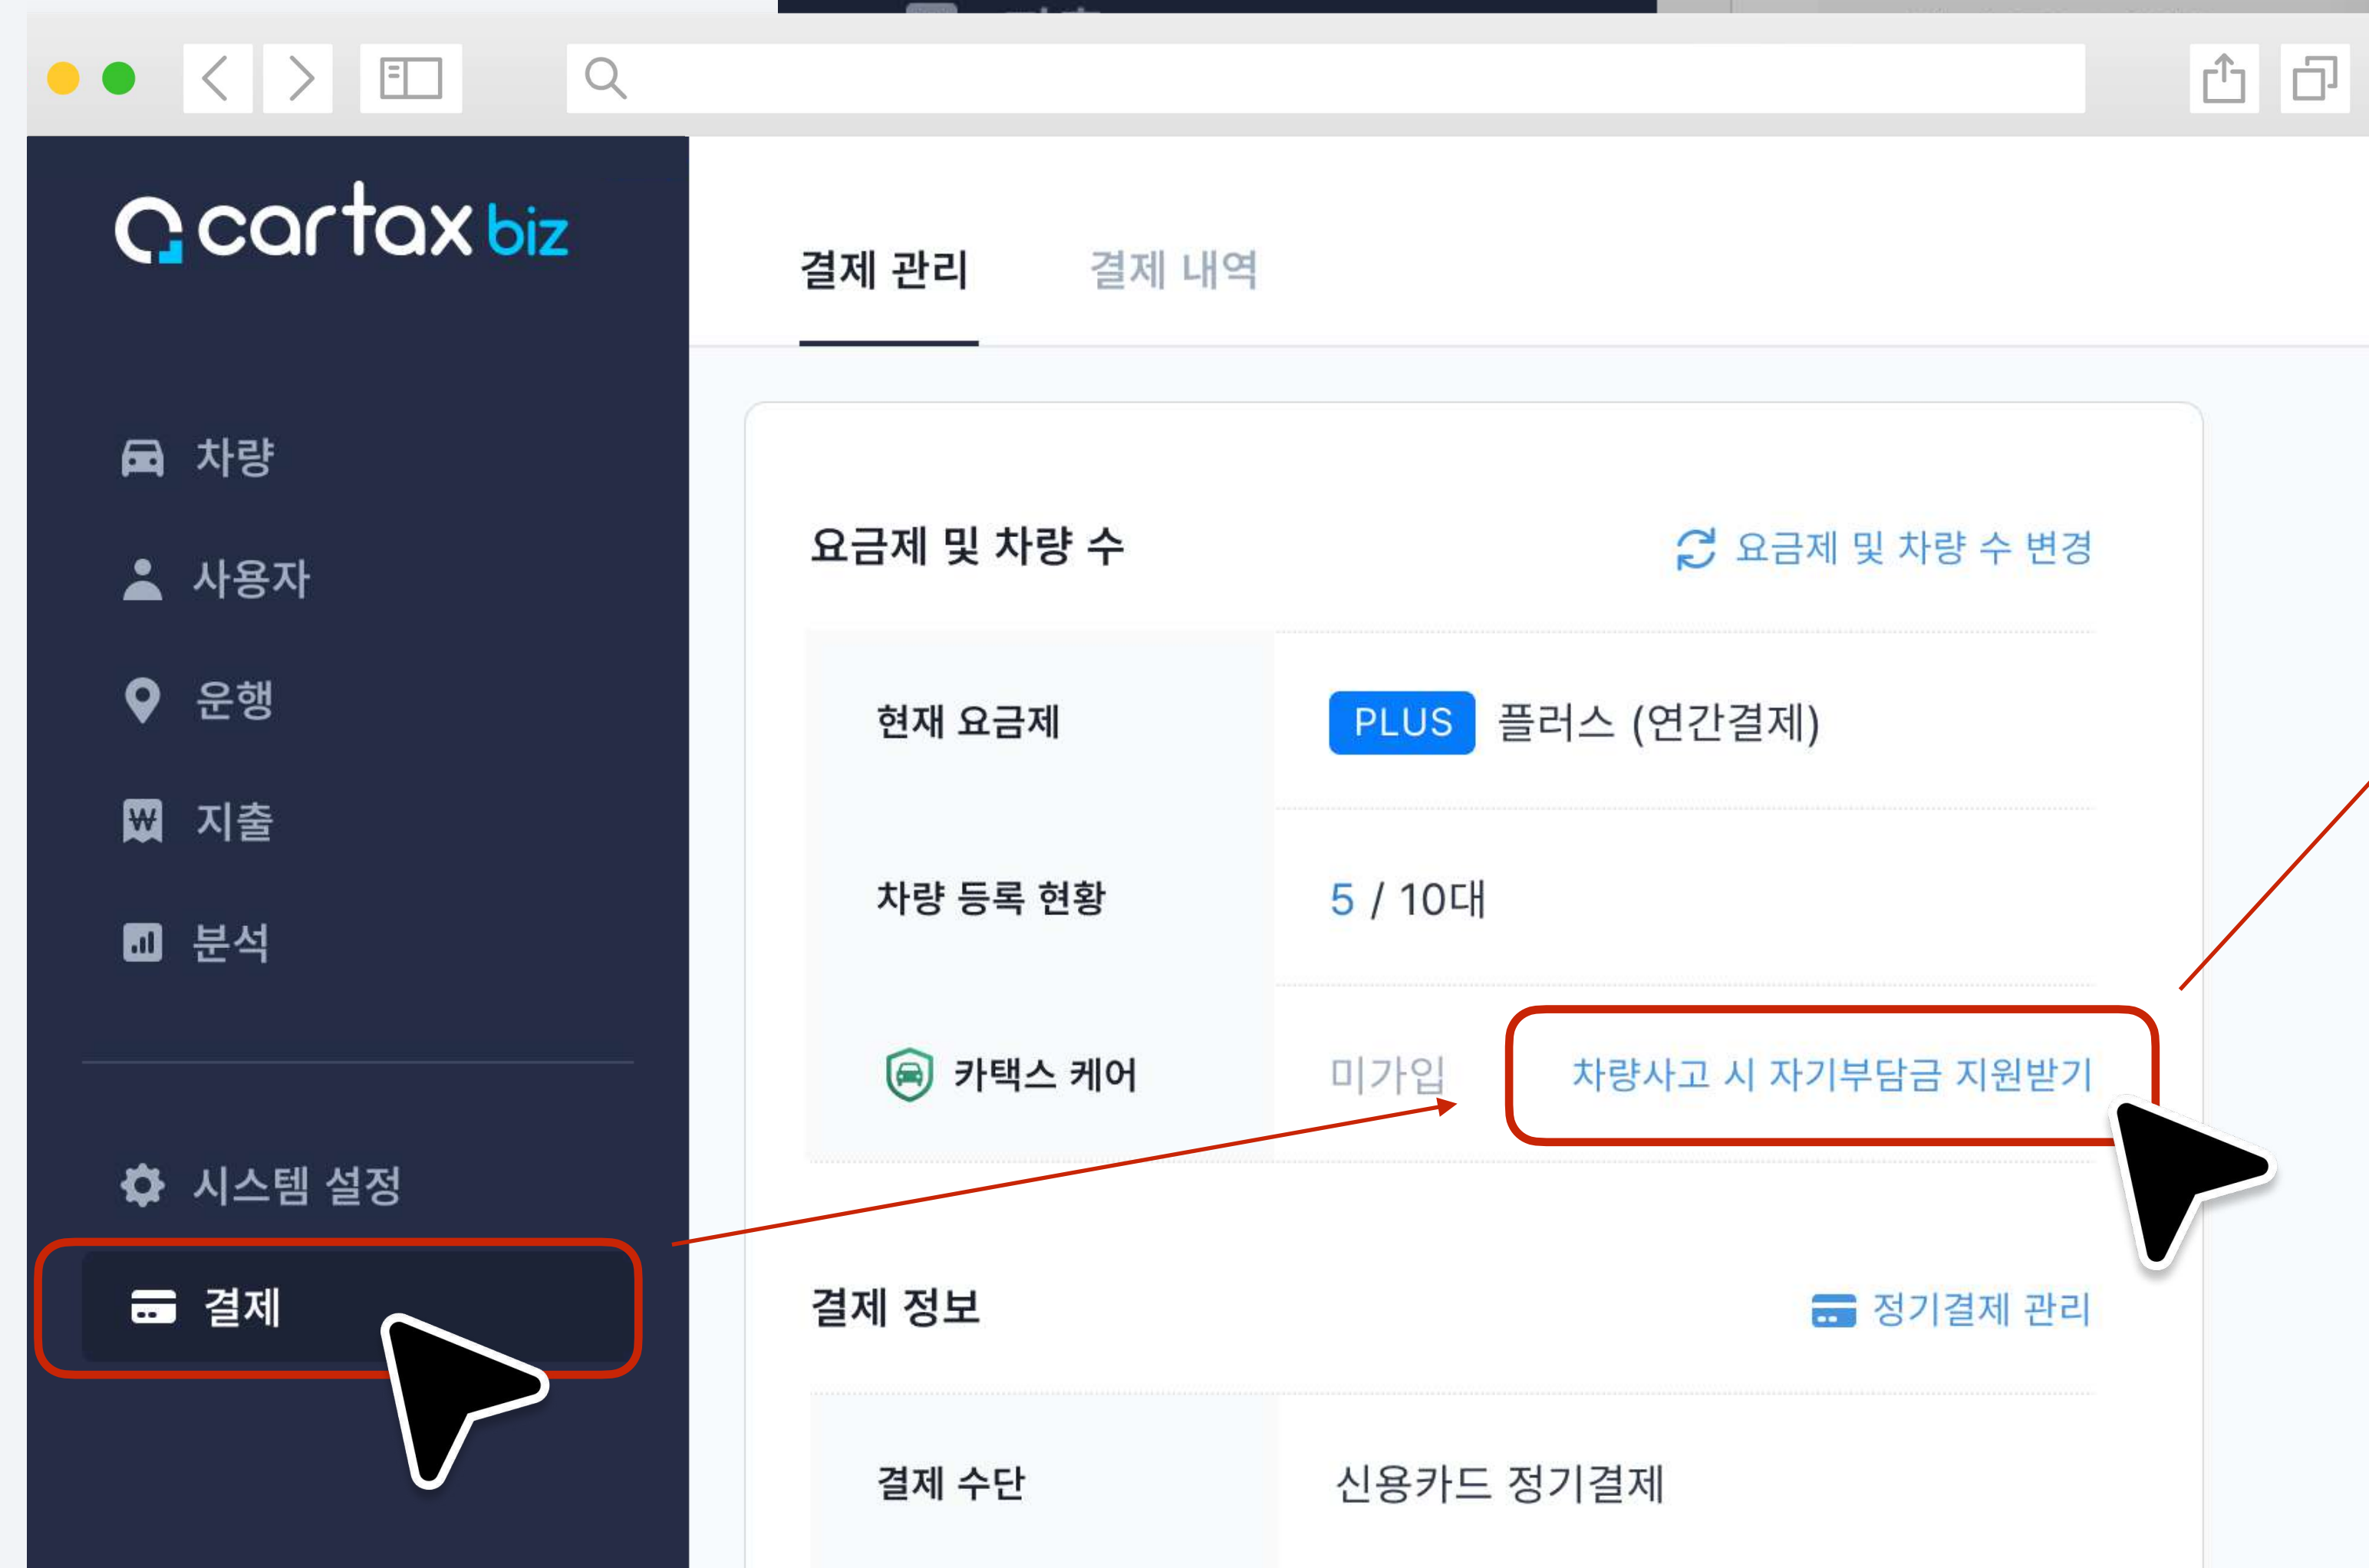 cartax biz
차량
사용자
운행
지출
분석
시스템 설정
결제
결제 관리
결제 내역
요금제 및 차량 수
요금제 및 차량 수 변경
현재 요금제
PLUS 플러스 (연간결제)
차량 등록 현황
5 / 10대
카택스 케어
미가입
차량사고 시 자기부담금 지원받기
결제 정보
정기결제 관리
결제 수단
신용카드 정기결제